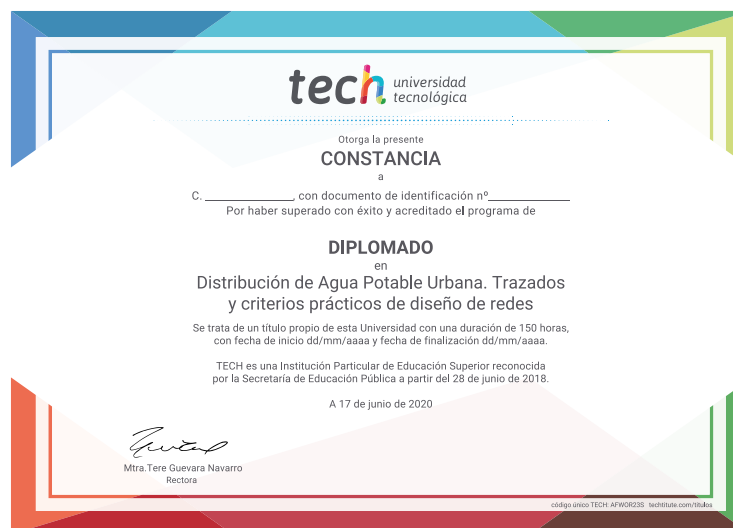 tech universidad
tecnológica
Otorga la presente
CONSTANCIA
a
C. ______________, con documento de identificación nº______________
Por haber superado con éxito y acreditado el programa de
DIPLOMADO
en
Distribución de Agua Potable Urbana. Trazados
y criterios prácticos de diseño de redes
Se trata de un título propio de esta Universidad con una duración de 150 horas,
con fecha de inicio dd/mm/aaaa y fecha de finalización dd/mm/aaaa.
TECH es una Institución Particular de Educación Superior reconocida
por la Secretaría de Educación Pública a partir del 28 de junio de 2018.
A 17 de junio de 2020
Mtra.Tere Guevara Navarro
Rectora
código único TECH: AFWOR23S techtitute.com/titulos